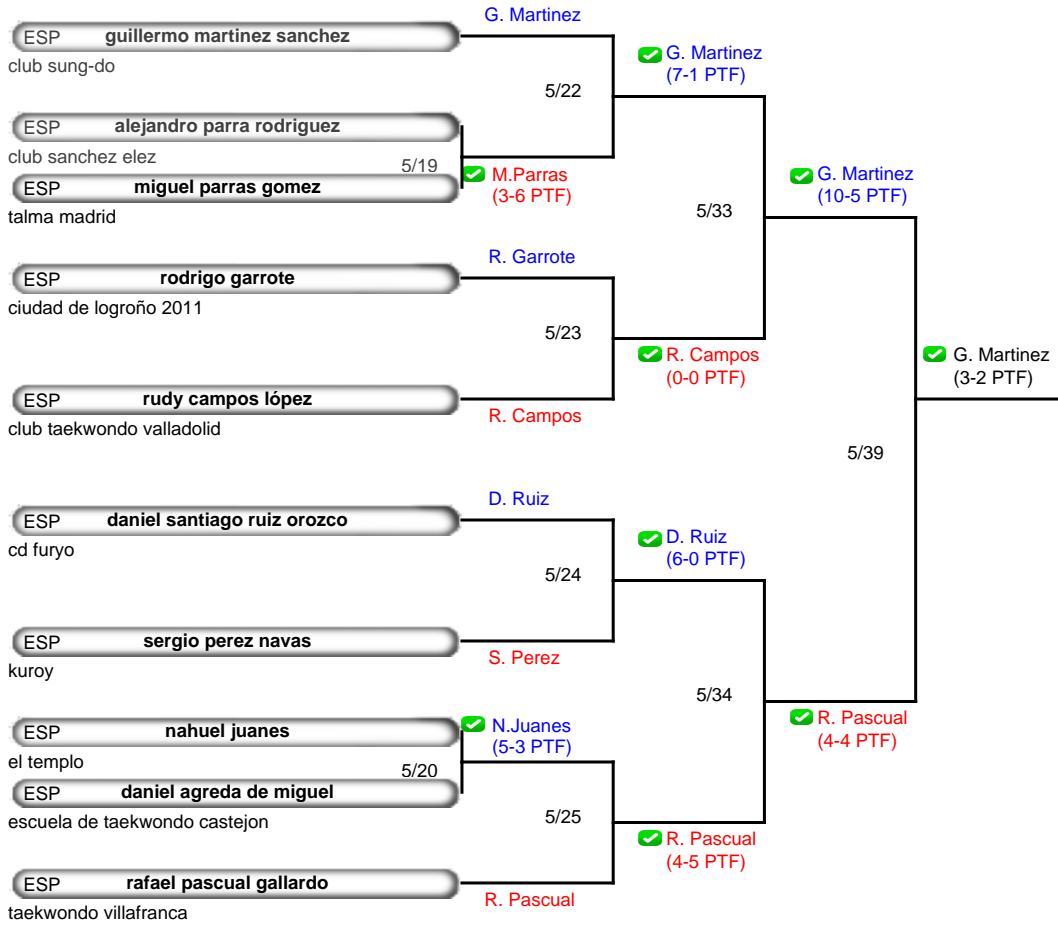 G. Martinez
ESP guillermo martinez sanchez
club sung-do
G. Martinez
(7-1 PTF)
5/22
ESP alejandro parra rodriguez
club sanchez elez
5/19
M.Parras
(3-6 PTF)
ESP miguel parras gomez
talma madrid
G. Martinez
(10-5 PTF)
5/33
R. Garrote
ESP rodrigo garrote
ciudad de logroño 2011
5/23
R. Campos
(0-0 PTF)
G. Martinez
(3-2 PTF)
ESP rudy campos lópez
R. Campos
club taekwondo valladolid
5/39
D. Ruiz
ESP daniel santiago ruiz orozco
cd furyo
D. Ruiz
(6-0 PTF)
5/24
ESP sergio perez navas
S. Perez
kuroy
5/34
R. Pascual
(4-4 PTF)
N.Juanes
(5-3 PTF)
ESP nahuel juanes
el templo
5/20
ESP daniel agreda de miguel
escuela de taekwondo castejon
5/25
R. Pascual
(4-5 PTF)
ESP rafael pascual gallardo
R. Pascual
taekwondo villafranca